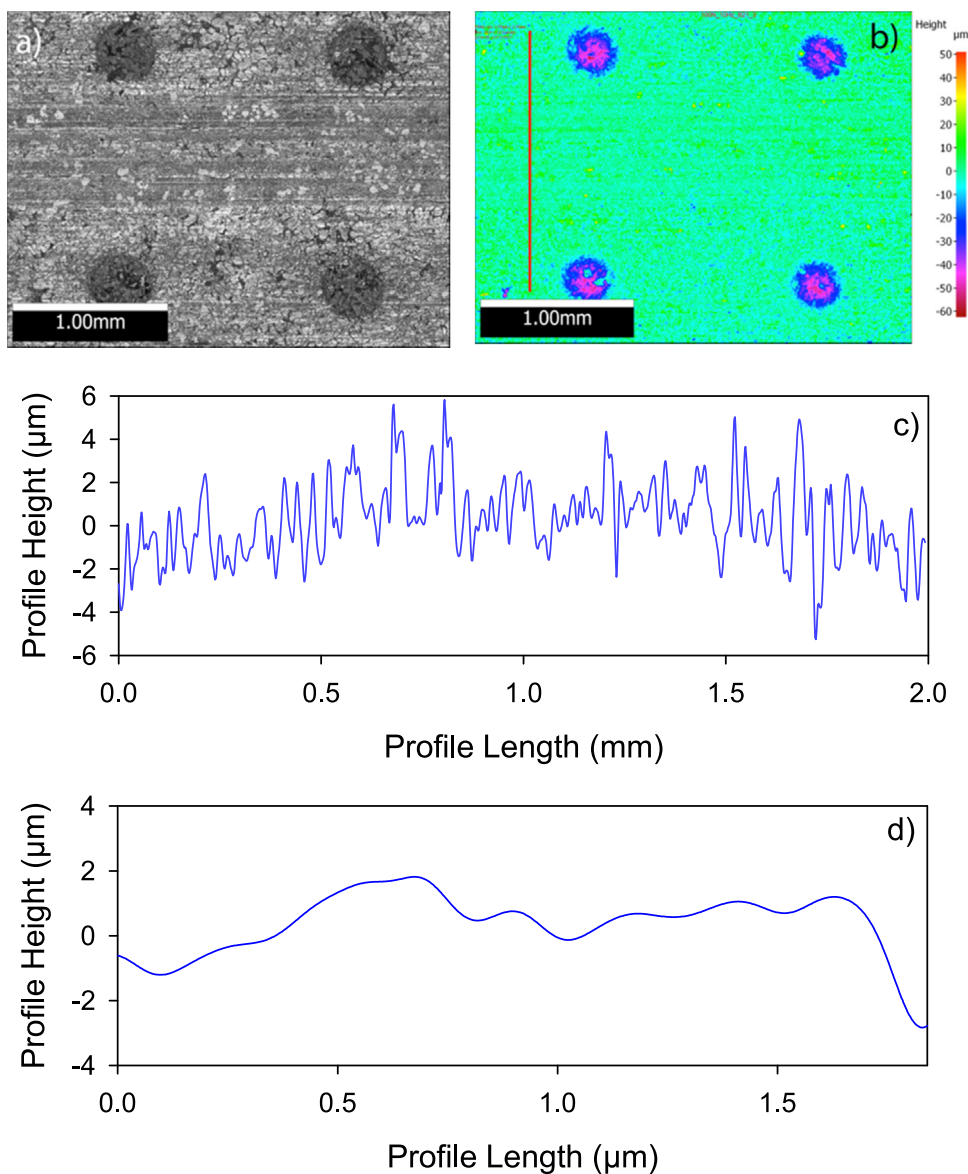 a)
1.00mm
b)
1.00mm
Height
µm
50
40
30
20
10
0
-10
-20
-30
-40
-50
-60
c)
Profile Height (µm)
6
4
2
0
-2
-4
-6
0.0 0.5 1.0 1.5 2.0
Profile Length (mm)
d)
Profile Height (µm)
4
2
0
-2
-4
0.0 0.5 1.0 1.5
Profile Length (µm)